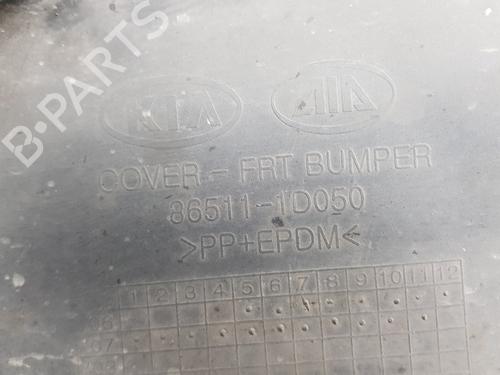 B-PARTS
KIA
COVER - FRT BUMPER
86511-1D050
>PP+EPDM<
1 2 3 4 5 6 7 8 9 10 11 12